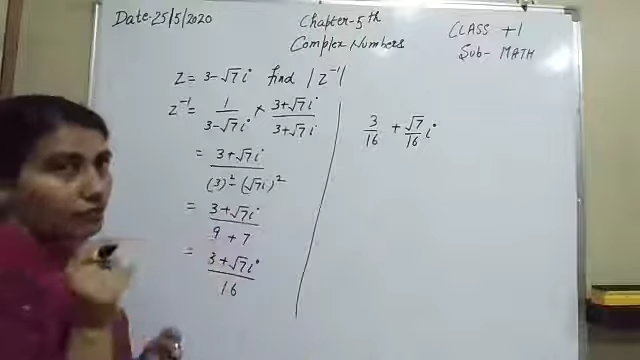 Date-25/5/2020
Chapter-5th
Complex Numbers
CLASS +1
Sub- MATH
z = 3-√7i find |z⁻¹|
z⁻¹ = 1/(3-√7i) × (3+√7i)/(3+√7i)
= (3+√7i)/((3)²-(√7i)²)
= (3+√7i)/(9+7)
= (3+√7i)/16
3/16 + √7/16 i